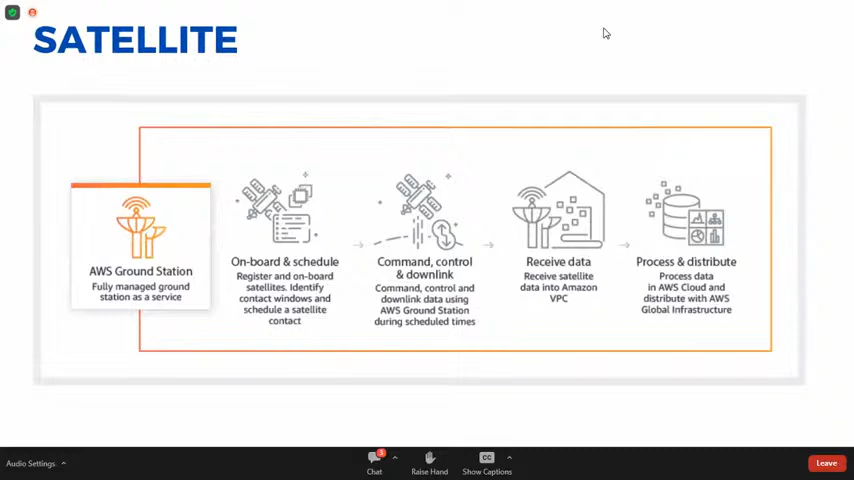 SATELLITE
AWS Ground Station
Fully managed ground
station as a service
On-board & schedule
Register and on-board
satellites. Identify
contact windows and
schedule a satellite
contact
Command, control
& downlink
Command, control and
downlink data using
AWS Ground Station
during scheduled times
Receive data
Receive satellite
data into Amazon
VPC
Process & distribute
Process data
in AWS Cloud and
distribute with AWS
Global Infrastructure
Audio Settings
3
Chat
Raise Hand
CC
Show Captions
Leave